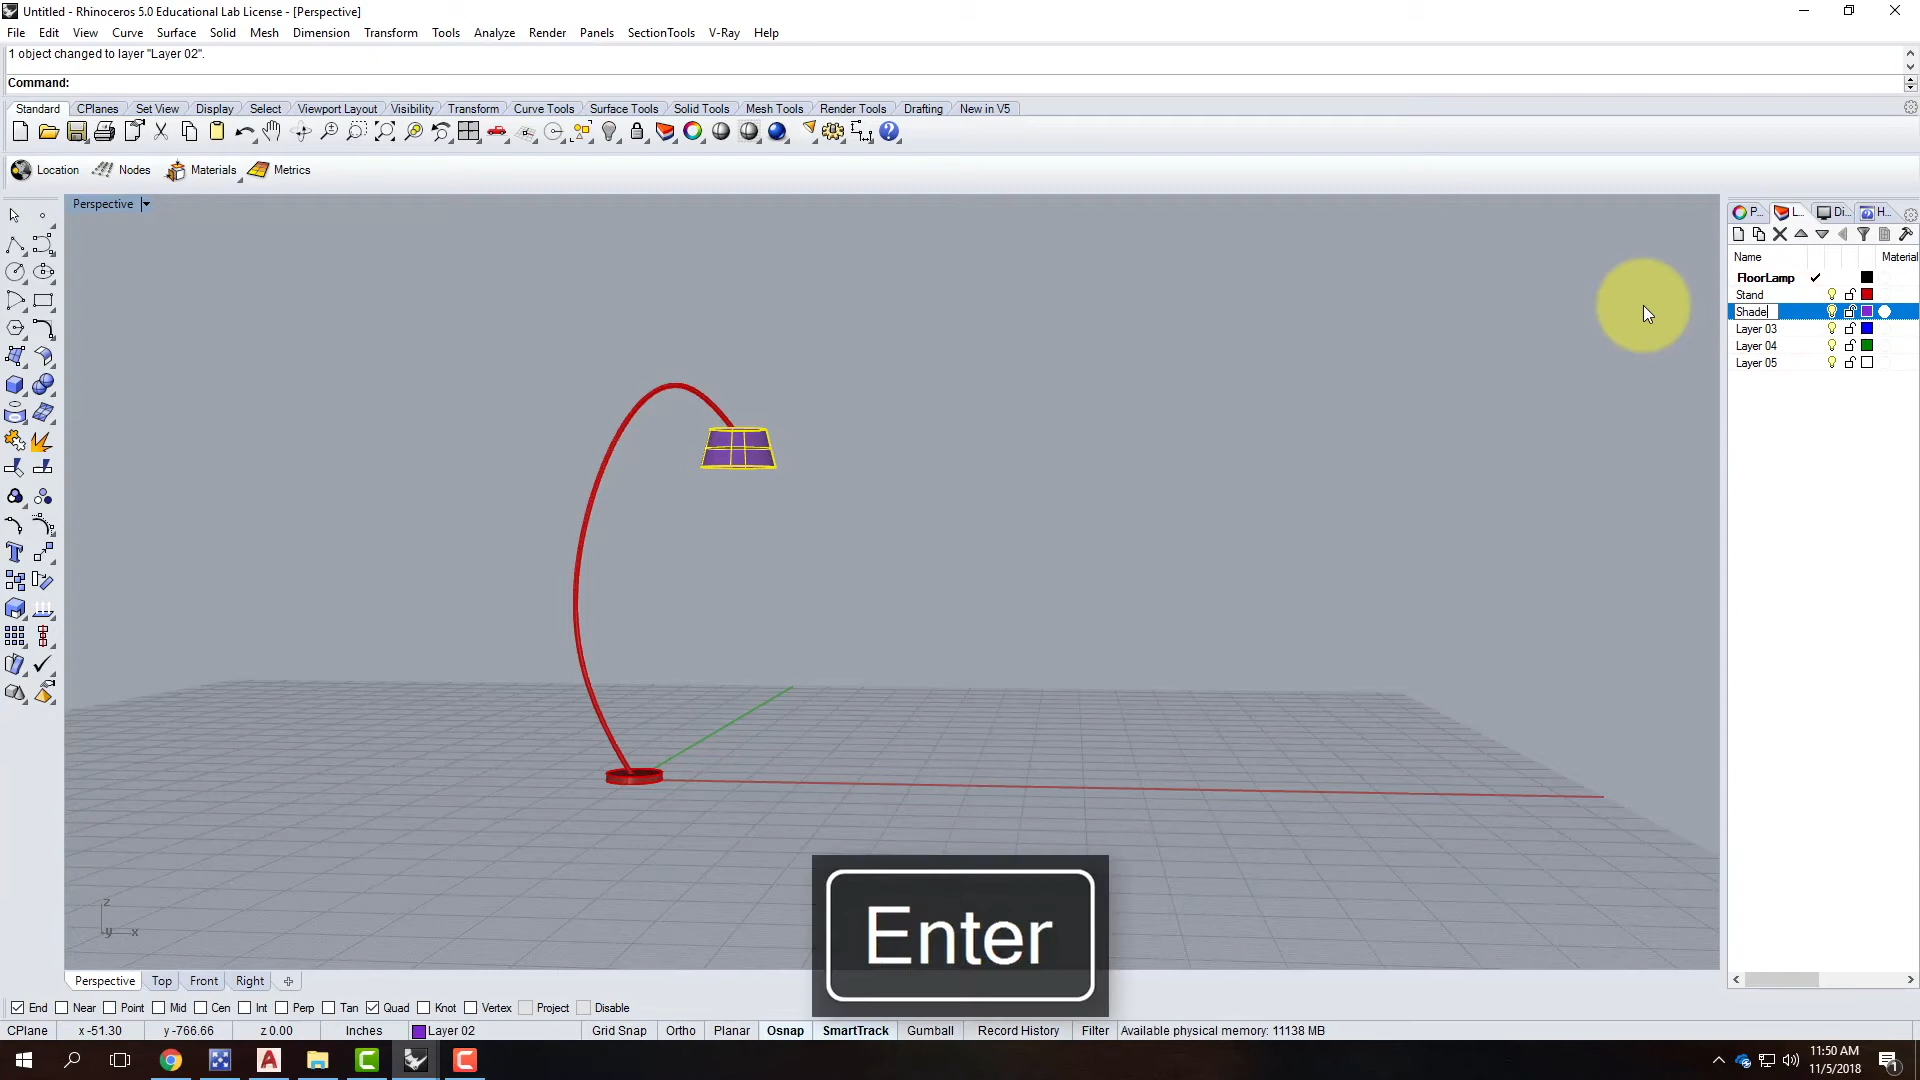 Untitled - Rhinoceros 5.0 Educational Lab License - [Perspective]
File Edit View Curve Surface Solid Mesh Dimension Transform Tools Analyze Render Panels SectionTools V-Ray Help
1 object changed to layer "Layer 02".
Command:
Standard CPlanes Set View Display Select Viewport Layout Visibility Transform Curve Tools Surface Tools Solid Tools Mesh Tools Render Tools Drafting New in V5
Location Nodes Materials Metrics
Perspective
P... L... Di... H...
Name Material
FloorLamp
Stand
Shade
Layer 03
Layer 04
Layer 05
z
y x
Enter
Perspective Top Front Right
End Near Point Mid Cen Int Perp Tan Quad Knot Vertex Project Disable
CPlane x -51.30 y -766.66 z 0.00 Inches Layer 02 Grid Snap Ortho Planar Osnap SmartTrack Gumball Record History Filter Available physical memory: 11138 MB
11:50 AM
11/5/2018
1